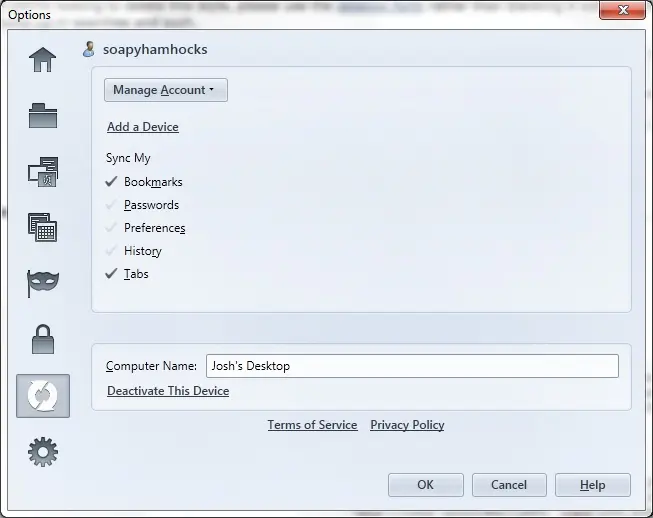 Options
soapyhamhocks
Manage Account
Add a Device
Sync My
Bookmarks
Passwords
Preferences
History
Tabs
Computer Name: Josh's Desktop
Deactivate This Device
Terms of Service Privacy Policy
OK Cancel Help